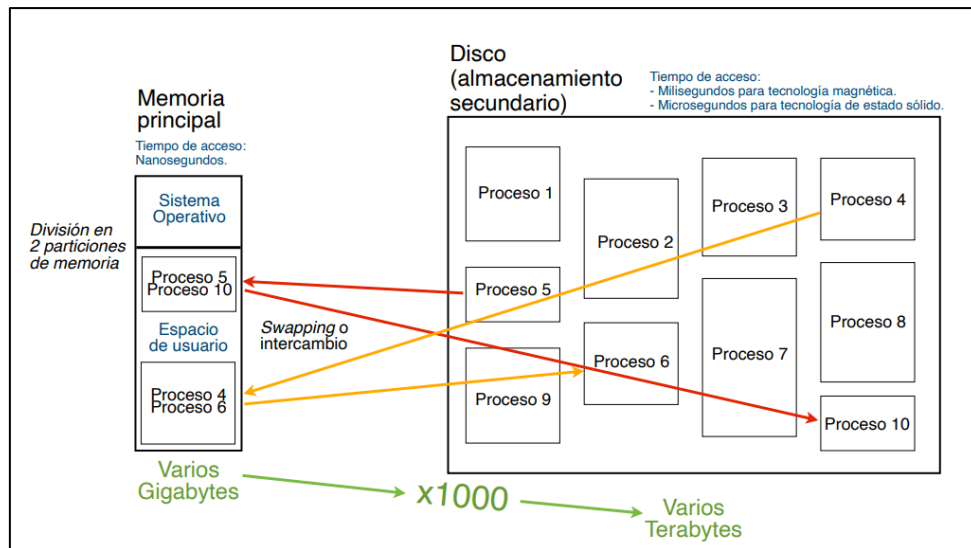 Disco
(almacenamiento
secundario)
Tiempo de acceso:
- Milisegundos para tecnología magnética.
- Microsegundos para tecnología de estado sólido.
Memoria
principal
Tiempo de acceso:
Nanosegundos.
Sistema
Operativo
División en
2 particiones
de memoria
Proceso 5
Proceso 10
Espacio
de usuario
Proceso 4
Proceso 6
Swapping o
intercambio
Proceso 1
Proceso 2
Proceso 3
Proceso 4
Proceso 5
Proceso 6
Proceso 7
Proceso 8
Proceso 9
Proceso 10
Varios
Gigabytes
x1000
Varios
Terabytes